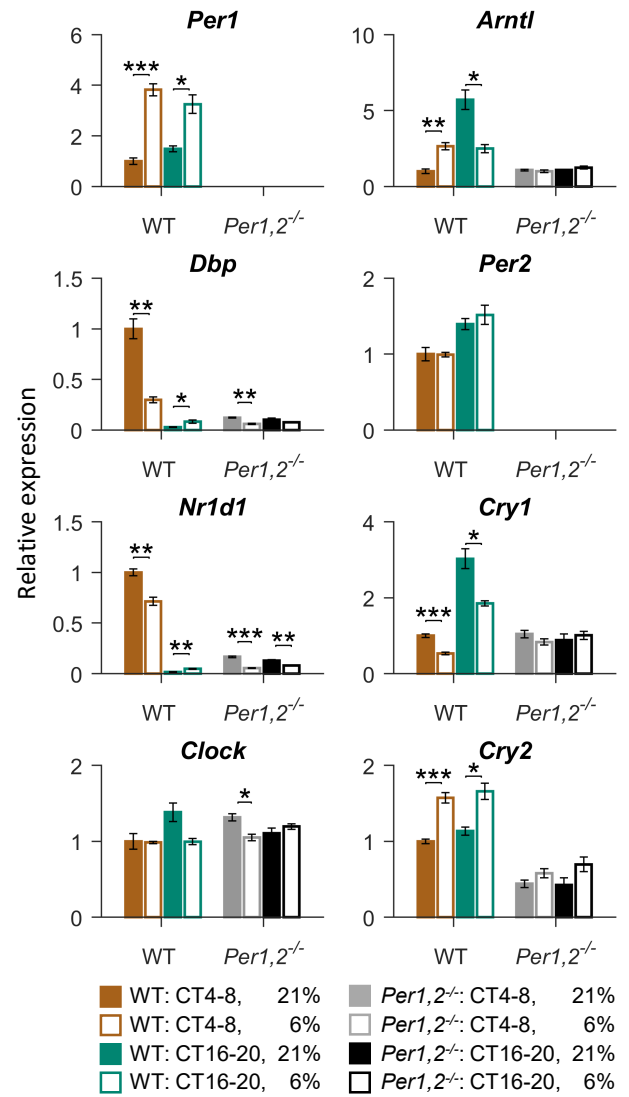 Per1
6
4
2
0
***
*
WT
Per1,2-/-
Arntl
10
5
0
**
*
WT
Per1,2-/-
Dbp
1.5
1
0.5
0
**
*
**
WT
Per1,2-/-
Per2
2
1
0
WT
Per1,2-/-
Relative expression
Nr1d1
1.5
1
0.5
0
**
**
***
**
WT
Per1,2-/-
Cry1
4
2
0
***
*
WT
Per1,2-/-
Clock
2
1
0
*
WT
Per1,2-/-
Cry2
2
1
0
***
*
WT
Per1,2-/-
WT: CT4-8, 21%
WT: CT4-8, 6%
WT: CT16-20, 21%
WT: CT16-20, 6%
Per1,2-/-: CT4-8, 21%
Per1,2-/-: CT4-8, 6%
Per1,2-/-: CT16-20, 21%
Per1,2-/-: CT16-20, 6%